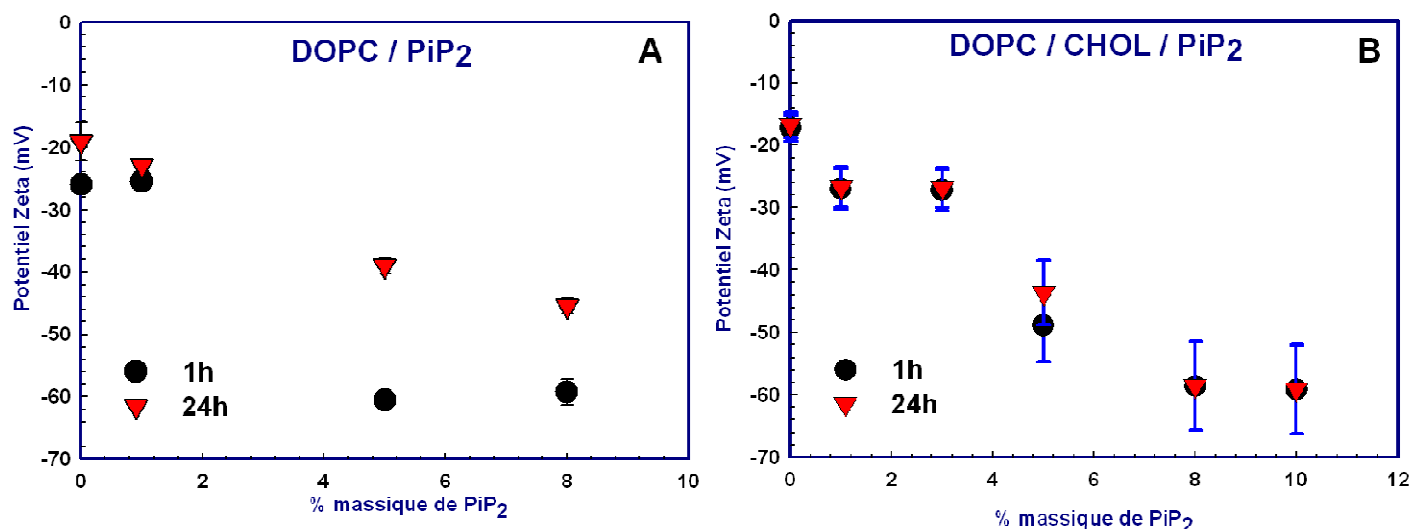 DOPC / PiP2
A
Potentiel Zeta (mV)
0
-10
-20
-30
-40
-50
-60
-70
1h
24h
0
2
4
6
8
10
% massique de PiP2
DOPC / CHOL / PiP2
B
Potentiel Zeta (mV)
0
-10
-20
-30
-40
-50
-60
-70
1h
24h
0
2
4
6
8
10
12
% massique de PiP2